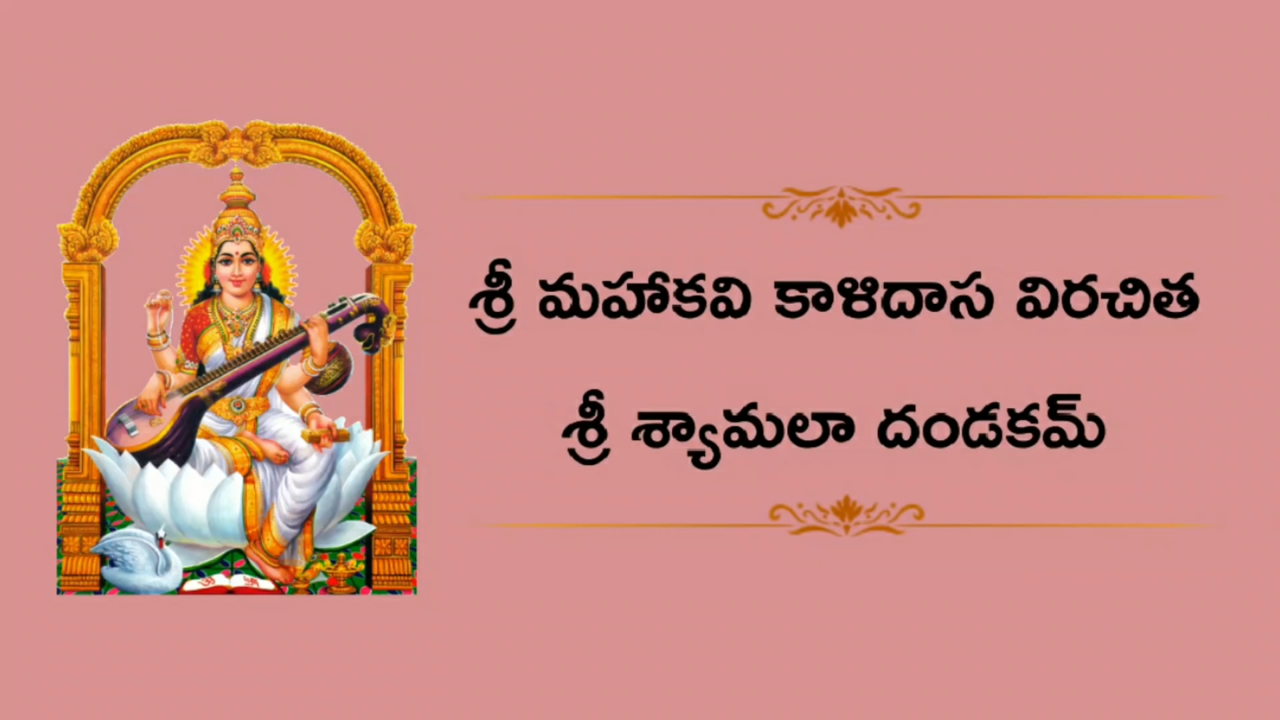 శ్రీ మహాకవి కాళిదాస విరచిత
శ్రీ శ్యామలా దండకమ్